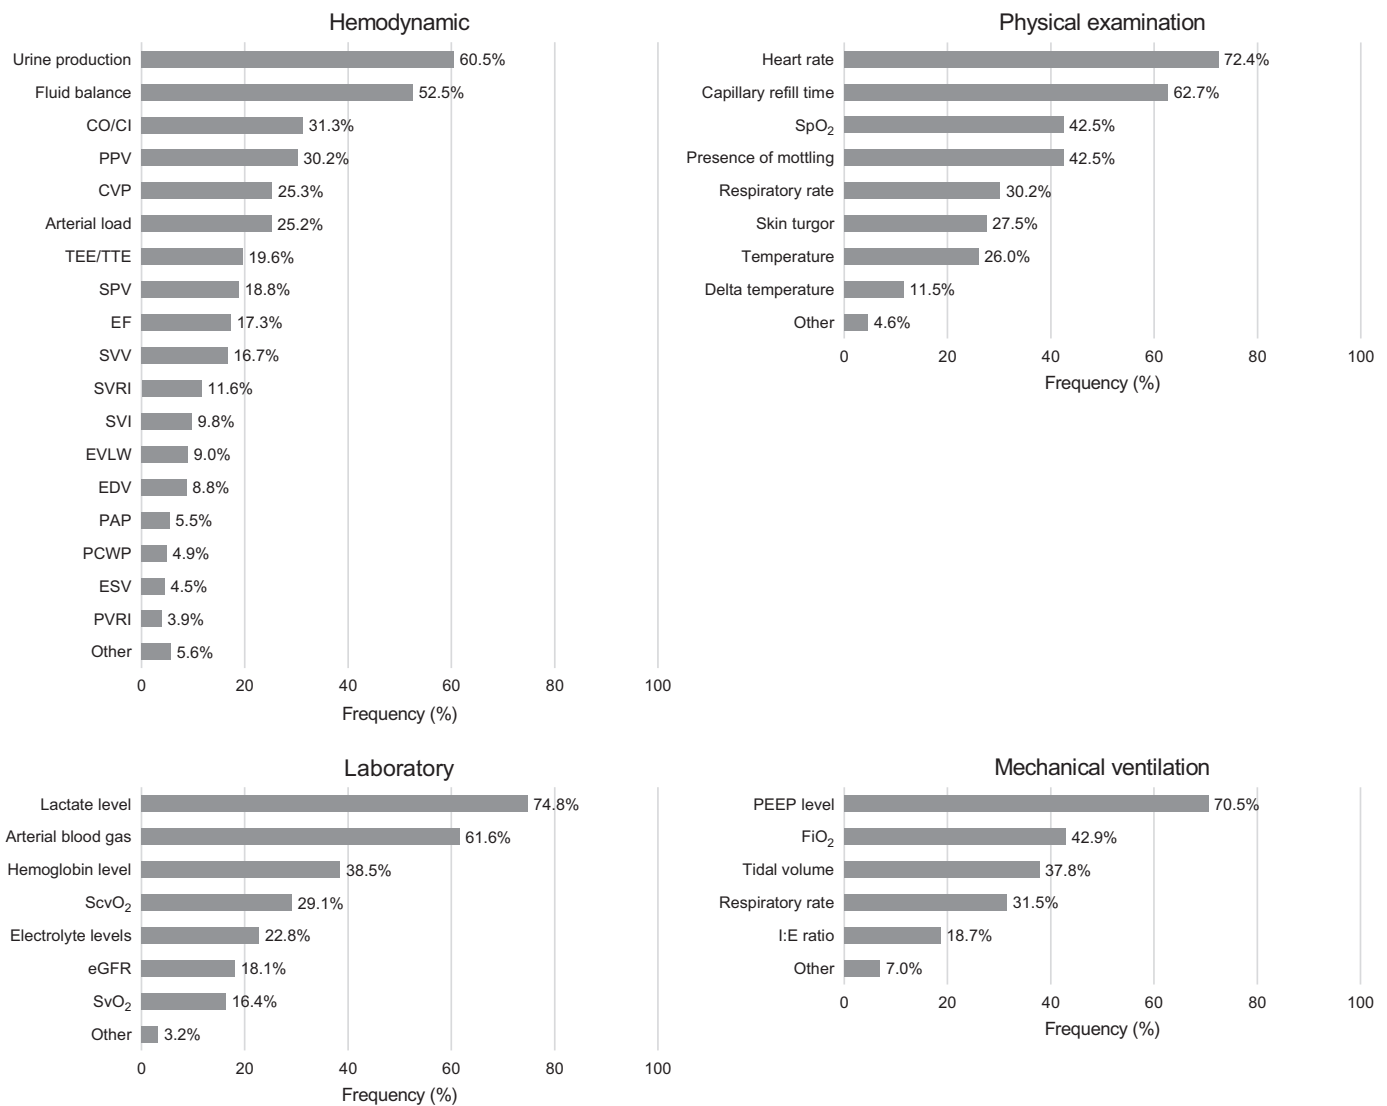 Hemodynamic
Urine production 60.5%
Fluid balance 52.5%
CO/CI 31.3%
PPV 30.2%
CVP 25.3%
Arterial load 25.2%
TEE/TTE 19.6%
SPV 18.8%
EF 17.3%
SVV 16.7%
SVRI 11.6%
SVI 9.8%
EVLW 9.0%
EDV 8.8%
PAP 5.5%
PCWP 4.9%
ESV 4.5%
PVRI 3.9%
Other 5.6%
0 20 40 60 80 100
Frequency (%)
Physical examination
Heart rate 72.4%
Capillary refill time 62.7%
SpO₂ 42.5%
Presence of mottling 42.5%
Respiratory rate 30.2%
Skin turgor 27.5%
Temperature 26.0%
Delta temperature 11.5%
Other 4.6%
0 20 40 60 80 100
Frequency (%)
Laboratory
Lactate level 74.8%
Arterial blood gas 61.6%
Hemoglobin level 38.5%
ScvO₂ 29.1%
Electrolyte levels 22.8%
eGFR 18.1%
SvO₂ 16.4%
Other 3.2%
0 20 40 60 80 100
Frequency (%)
Mechanical ventilation
PEEP level 70.5%
FiO₂ 42.9%
Tidal volume 37.8%
Respiratory rate 31.5%
I:E ratio 18.7%
Other 7.0%
0 20 40 60 80 100
Frequency (%)